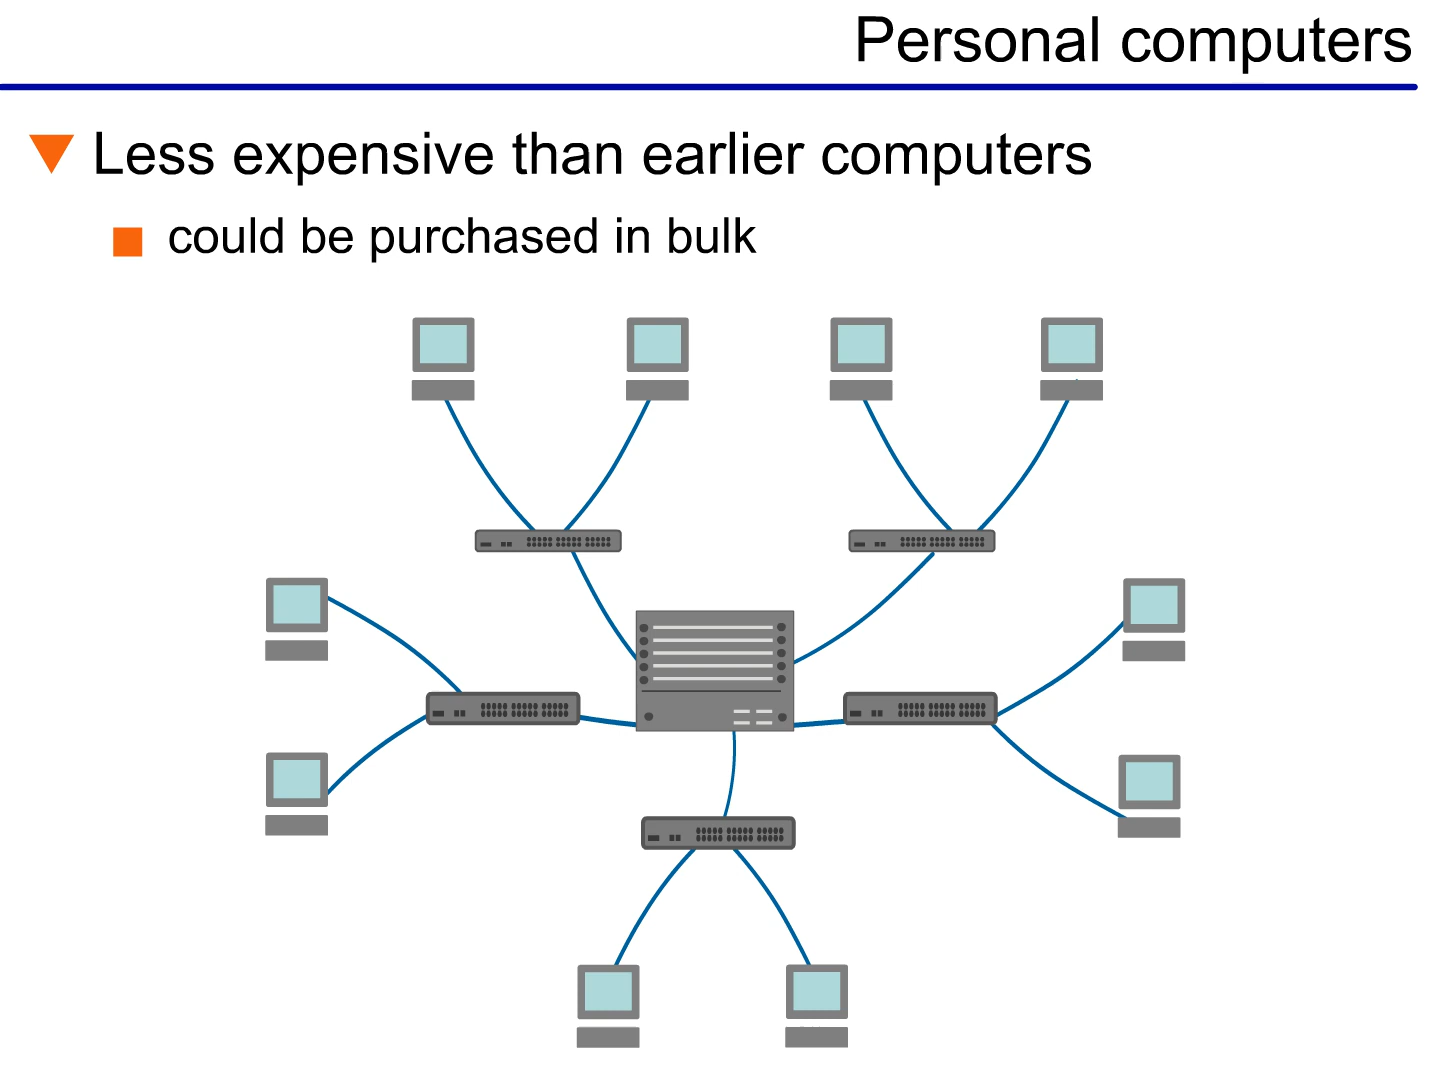 Personal computers
Less expensive than earlier computers
could be purchased in bulk